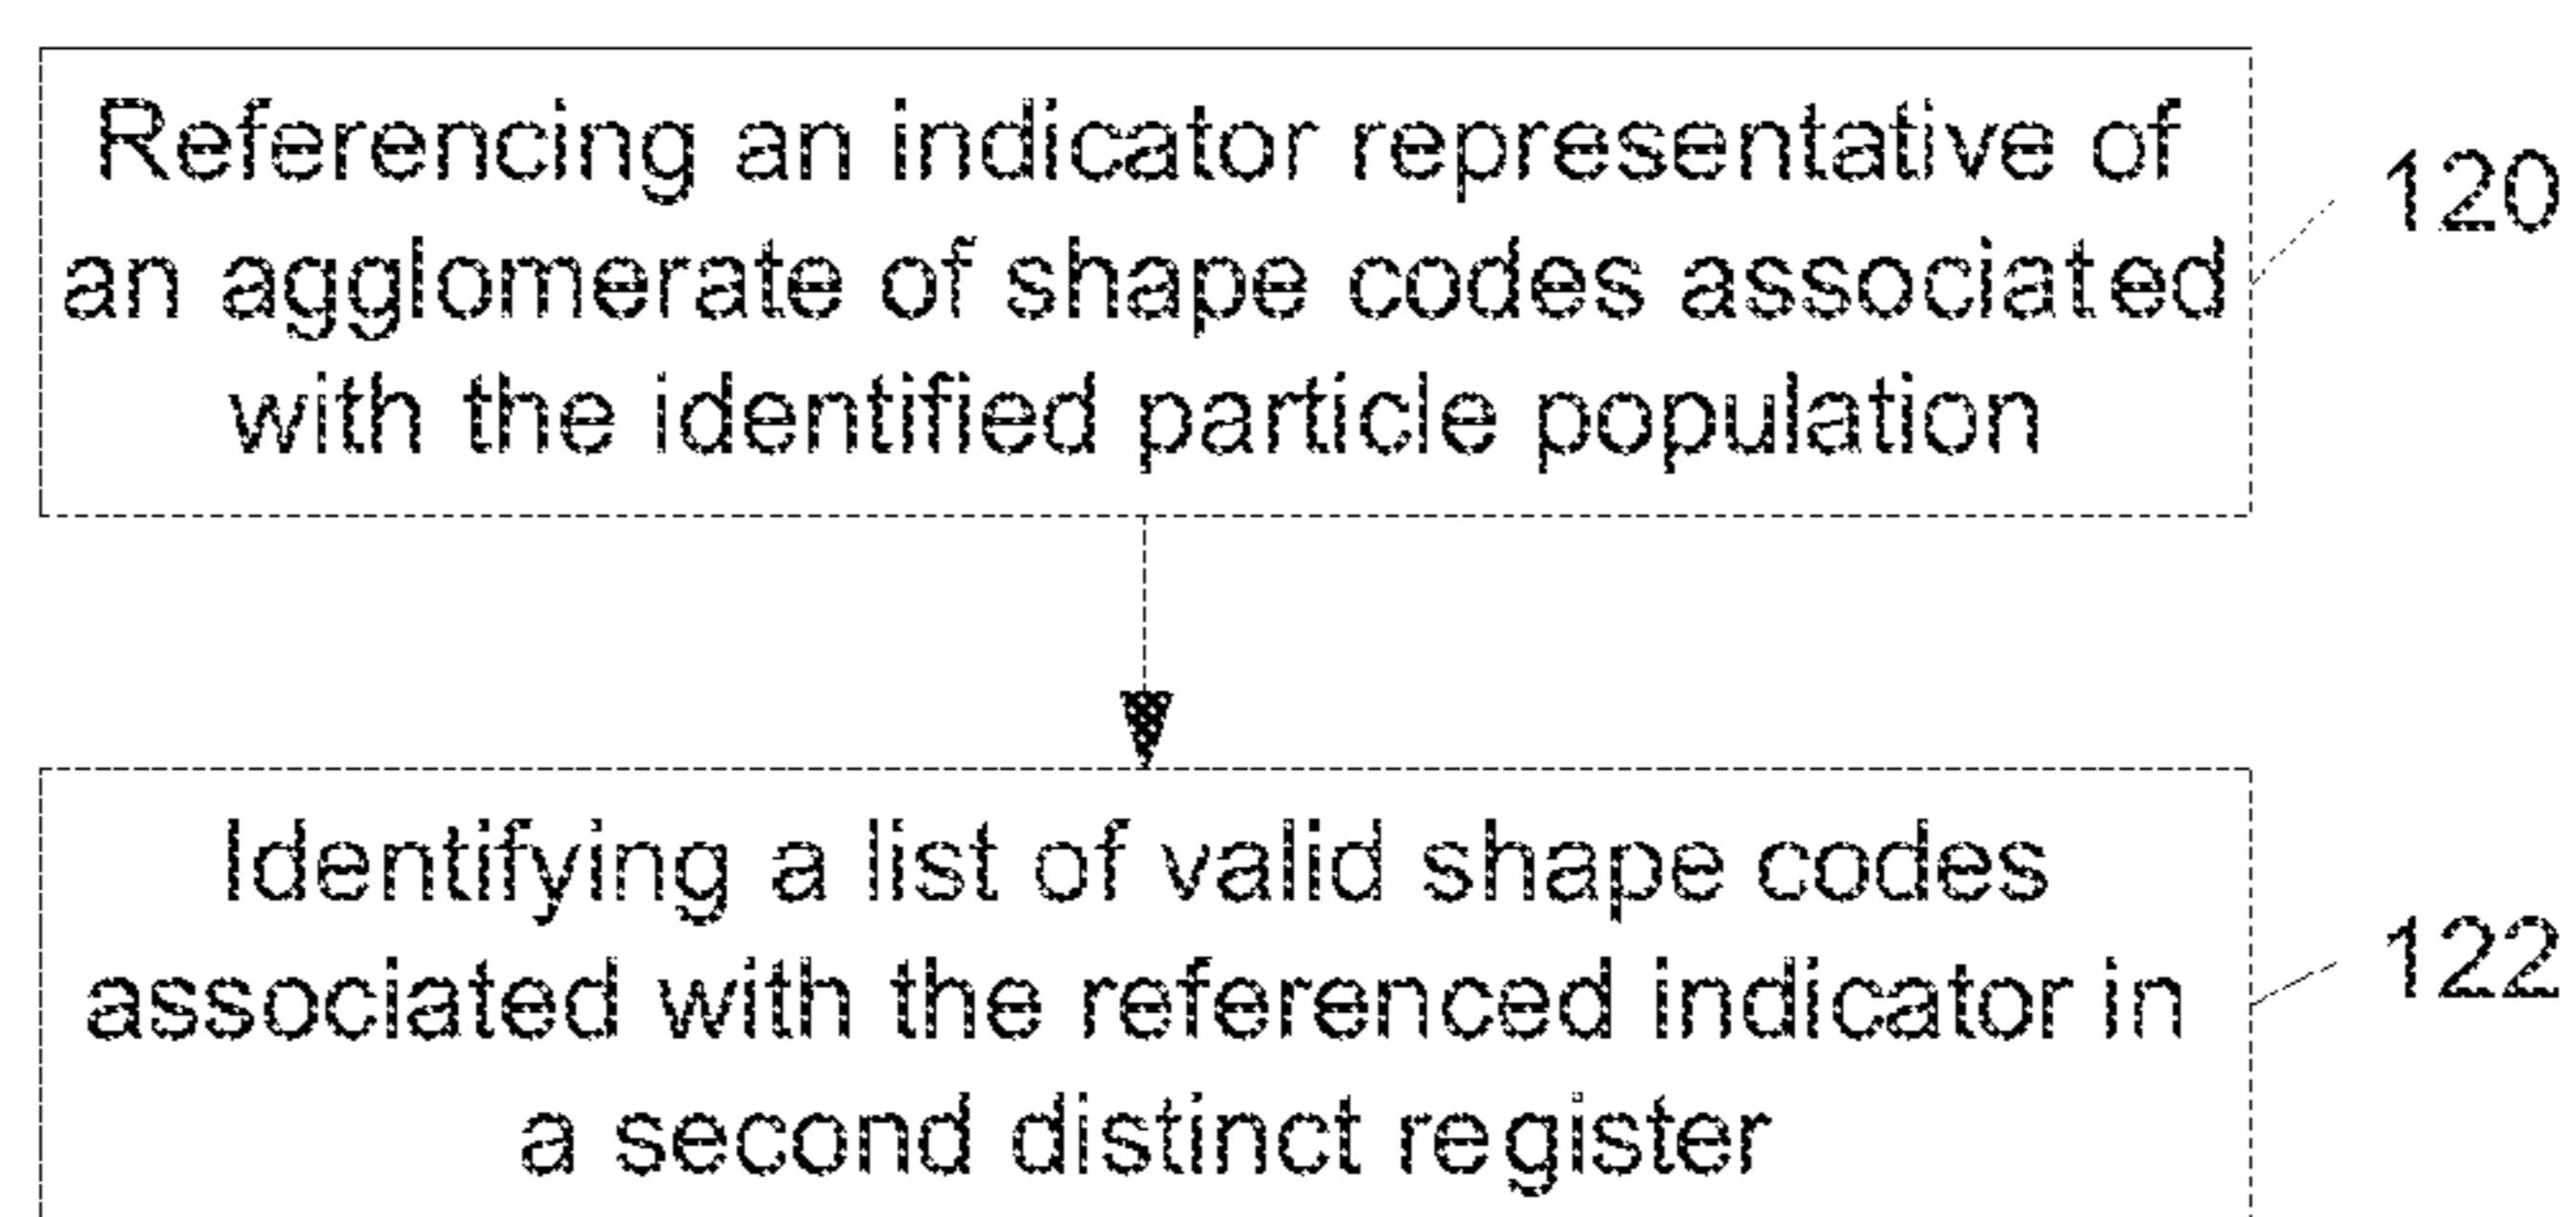 Referencing an indicator representative of
an agglomerate of shape codes associated
with the identified particle population
120
Identifying a list of valid shape codes
associated with the referenced indicator in
a second distinct register
122